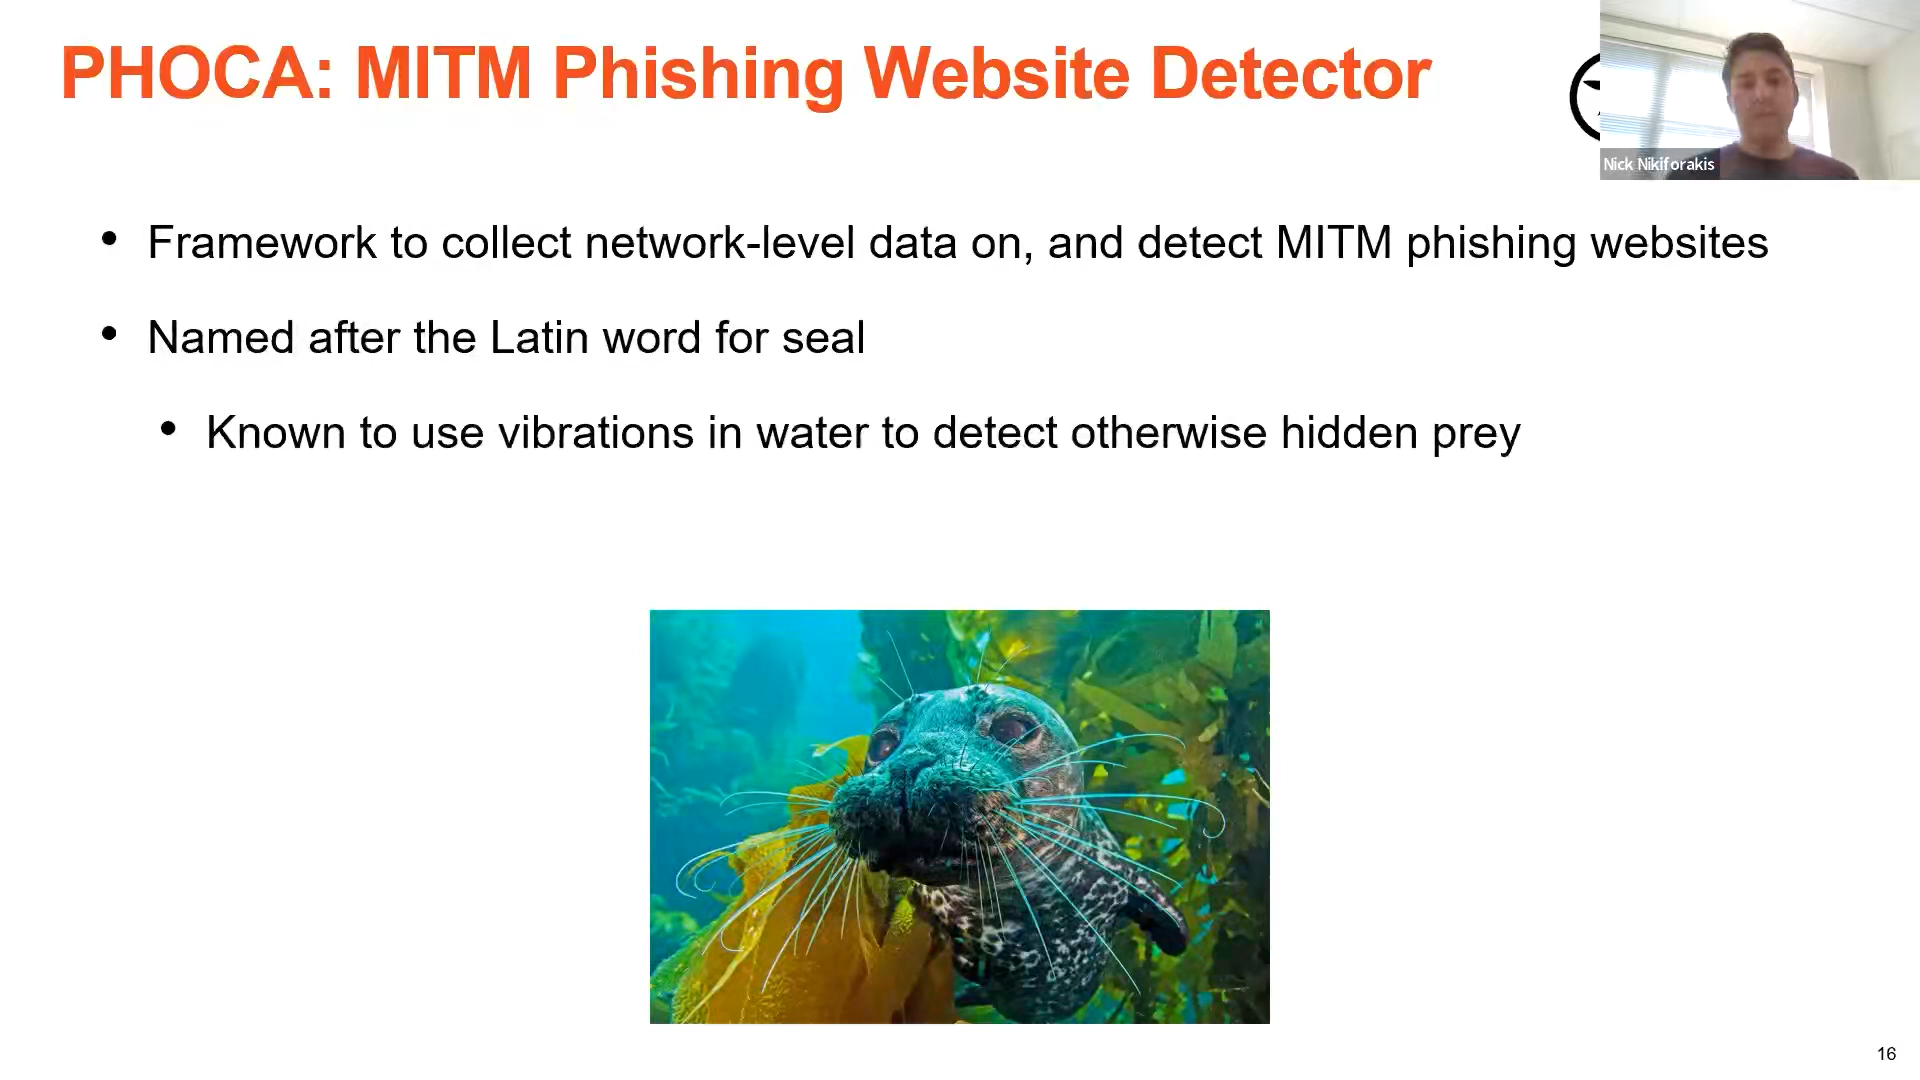 PHOCA: MITM Phishing Website Detector
Nick Nikiforakis
• Framework to collect network-level data on, and detect MITM phishing websites
• Named after the Latin word for seal
• Known to use vibrations in water to detect otherwise hidden prey
16